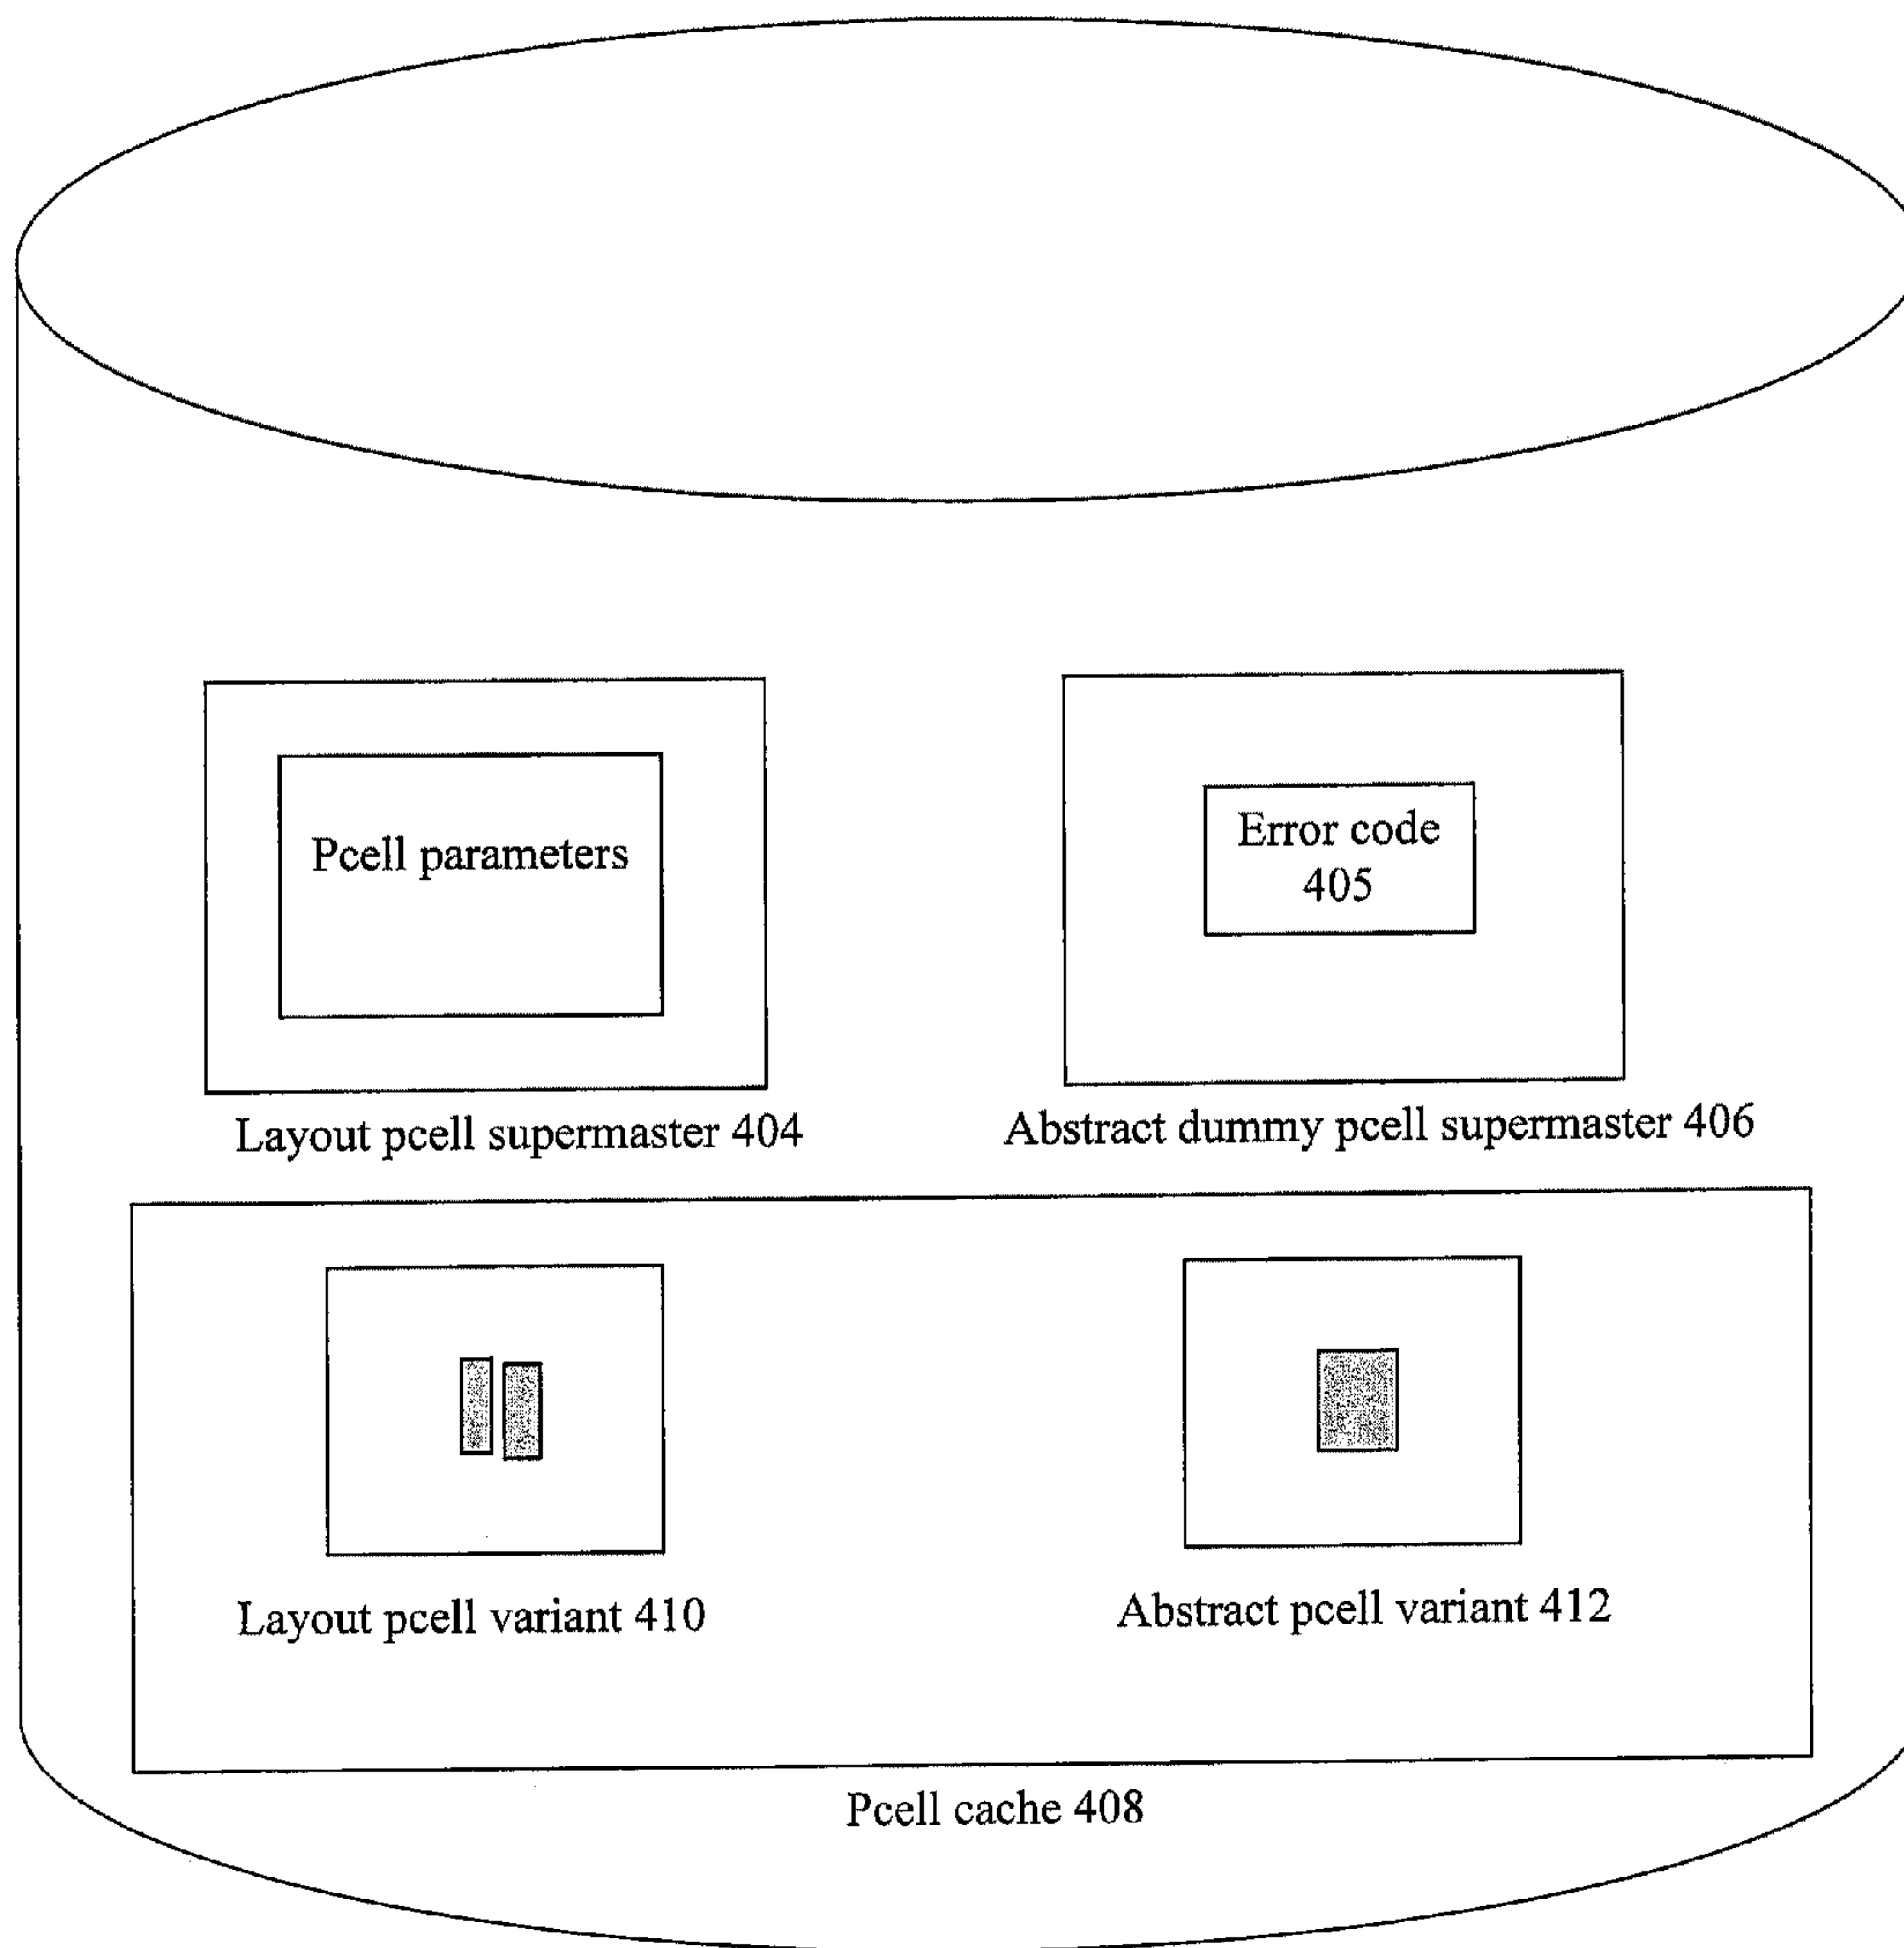 Pcell parameters
Error code
405
Layout pcell supermaster 404
Abstract dummy pcell supermaster 406
Layout pcell variant 410
Abstract pcell variant 412
Pcell cache 408